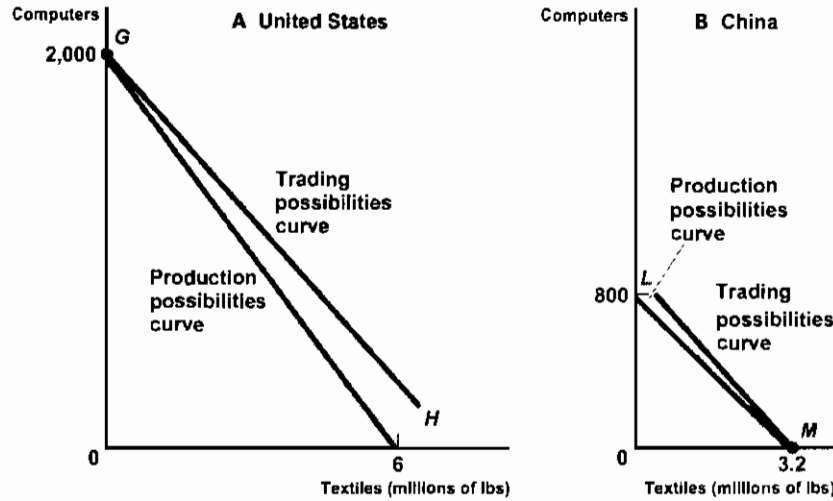 Computers
A United States
G
2,000
Trading
possibilities
curve
Production
possibilities
curve
H
0
6
Textiles (millions of lbs)
Computers
B China
Production
possibilities
curve
L
800
Trading
possibilities
curve
M
0
3.2
Textiles (millions of lbs)